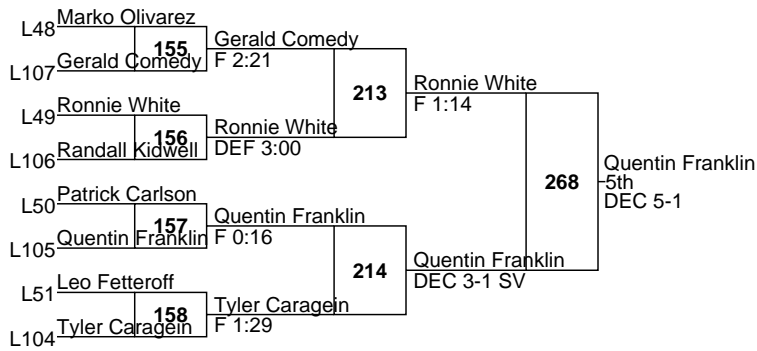 L48 Marko Olivarez
155 Gerald Comedy
F 2:21
L107 Gerald Comedy
213 Ronnie White
F 1:14
L49 Ronnie White
156 Ronnie White
DEF 3:00
L106 Randall Kidwell
268 Quentin Franklin
5th
DEC 5-1
L50 Patrick Carlson
157 Quentin Franklin
F 0:16
L105 Quentin Franklin
214 Quentin Franklin
DEC 3-1 SV
L51 Leo Fetteroff
158 Tyler Caragein
F 1:29
L104 Tyler Caragein